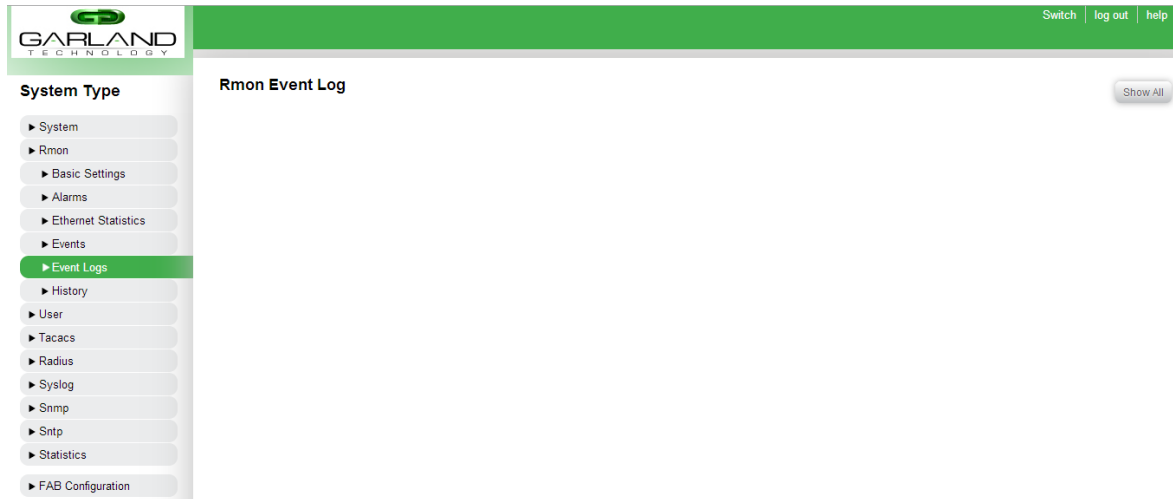 GARLAND
TECHNOLOGY
Switch
log out
help
System Type
System
Rmon
Basic Settings
Alarms
Ethernet Statistics
Events
Event Logs
History
User
Tacacs
Radius
Syslog
Snmp
Sntp
Statistics
FAB Configuration
Rmon Event Log
Show All